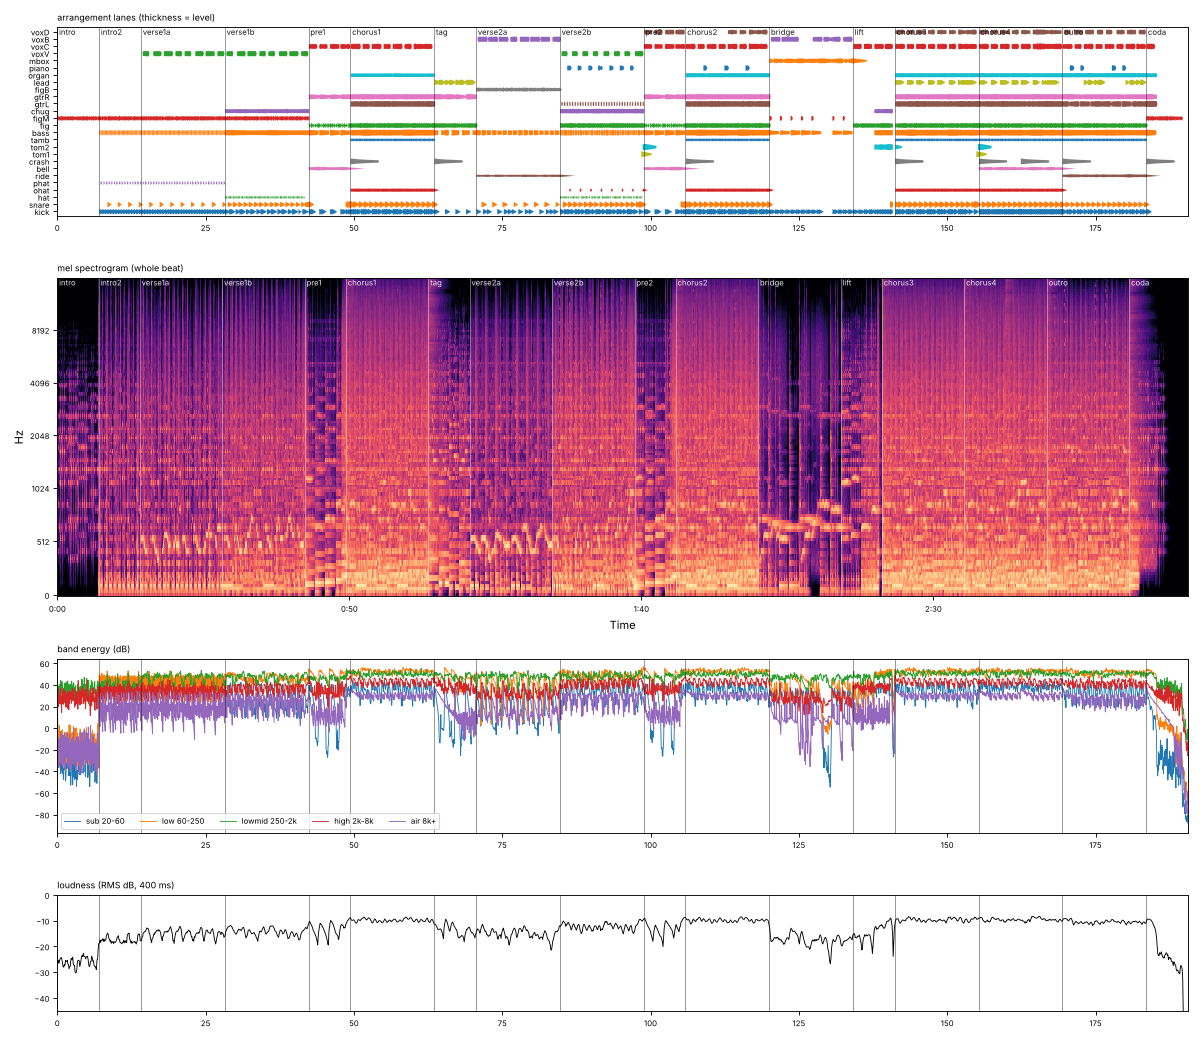 arrangement lanes (thickness = level)
intro intro2 verse1a verse1b pre1 chorus1 tag verse2a verse2b pre2 chorus2 bridge lift chorus3 chorus4 outro coda
voxD
voxB
voxC
voxV
mbox
piano
organ
lead
figB
gtrR
gtrL
chug
figM
fig
bass
tamb
tom2
tom1
crash
bell
ride
phat
ohat
hat
snare
kick
0 25 50 75 100 125 150 175
mel spectrogram (whole beat)
intro intro2 verse1a verse1b pre1 chorus1 tag verse2a verse2b pre2 chorus2 bridge lift chorus3 chorus4 outro coda
8192
4096
2048
1024
512
0
Hz
0:00 0:50 1:40 2:30
Time
band energy (dB)
60
40
20
0
−20
−40
−60
−80
sub 20-60 low 60-250 lowmid 250-2k high 2k-8k air 8k+
0 25 50 75 100 125 150 175
loudness (RMS dB, 400 ms)
0
−10
−20
−30
−40
0 25 50 75 100 125 150 175